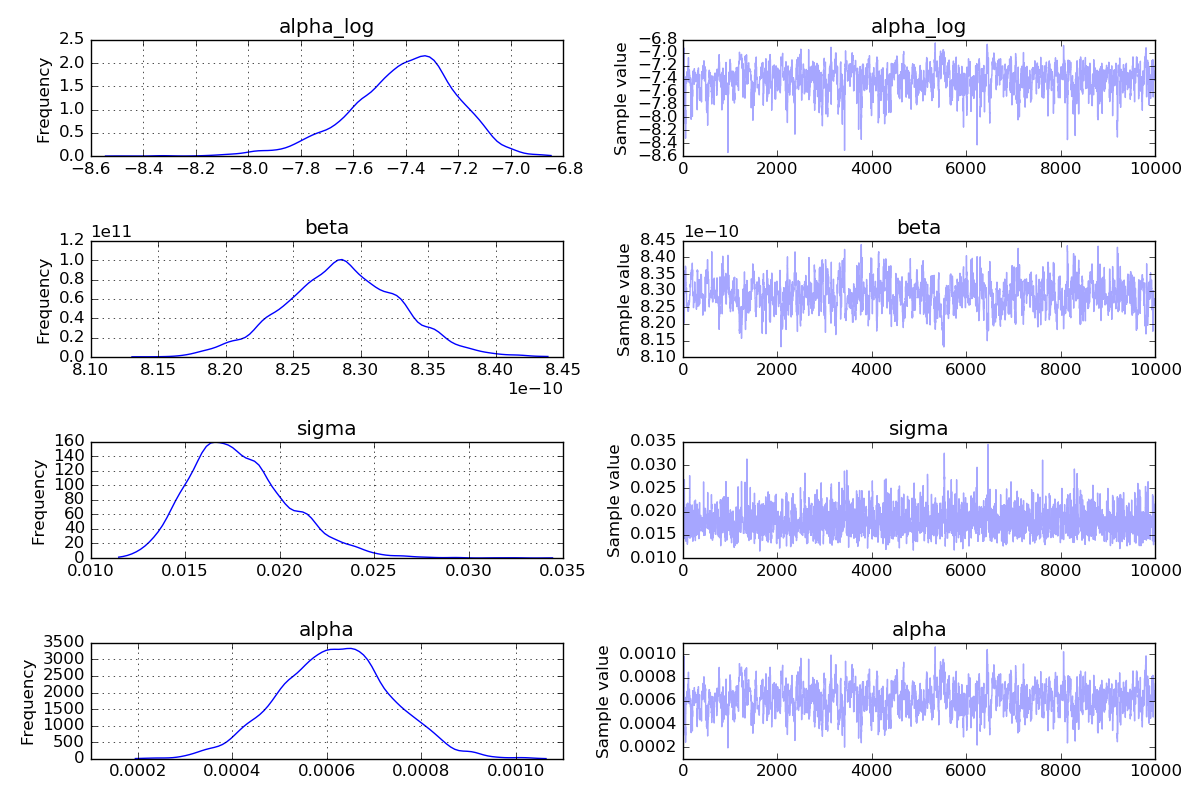 alpha_log
Frequency
2.5
2.0
1.5
1.0
0.5
0.0
−8.6 −8.4 −8.2 −8.0 −7.8 −7.6 −7.4 −7.2 −7.0 −6.8
alpha_log
Sample value
−6.8
−7.0
−7.2
−7.4
−7.6
−7.8
−8.0
−8.2
−8.4
−8.6
0 2000 4000 6000 8000 10000
beta
1e11
Frequency
1.2
1.0
0.8
0.6
0.4
0.2
0.0
8.10 8.15 8.20 8.25 8.30 8.35 8.40 8.45
1e−10
beta
1e−10
Sample value
8.45
8.40
8.35
8.30
8.25
8.20
8.15
8.10
0 2000 4000 6000 8000 10000
sigma
Frequency
160
140
120
100
80
60
40
20
0
0.010 0.015 0.020 0.025 0.030 0.035
sigma
Sample value
0.035
0.030
0.025
0.020
0.015
0.010
0 2000 4000 6000 8000 10000
alpha
Frequency
3500
3000
2500
2000
1500
1000
500
0.0002 0.0004 0.0006 0.0008 0.0010
alpha
Sample value
0.0010
0.0008
0.0006
0.0004
0.0002
0 2000 4000 6000 8000 10000